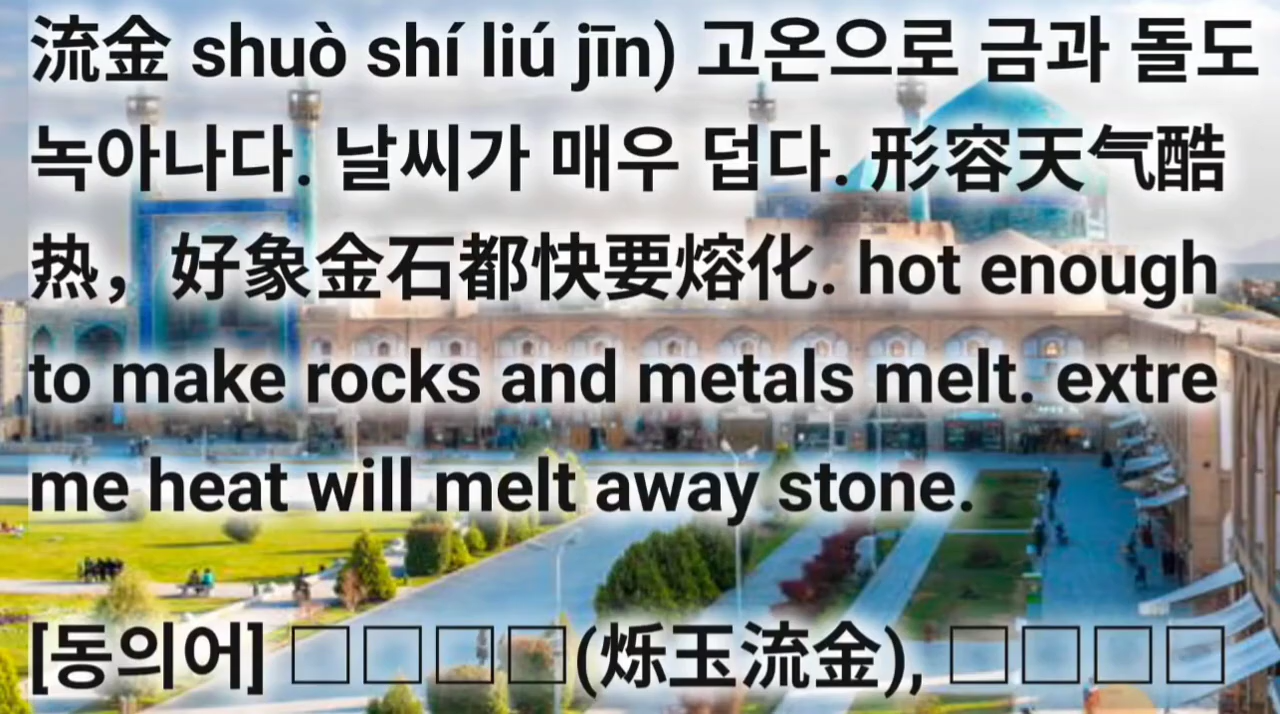 流金 shuò shí liú jīn) 고온으로 금과 돌도
녹아나다. 날씨가 매우 덥다. 形容天气酷
热，好象金石都快要熔化. hot enough
to make rocks and metals melt. extre
me heat will melt away stone.
[동의어] □□□□(烁玉流金), □□□□